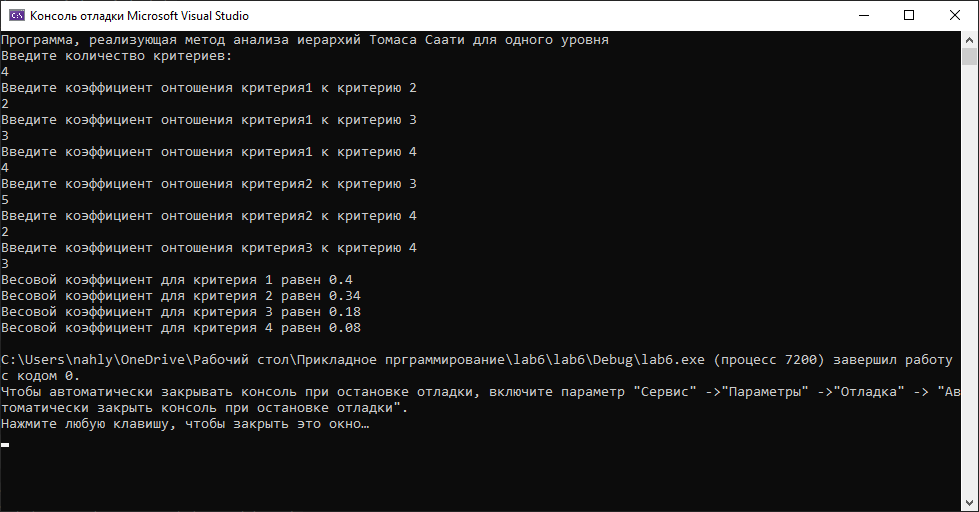 Консоль отладки Microsoft Visual Studio
Программа, реализующая метод анализа иерархий Томаса Саати для одного уровня
Введите количество критериев:
4
Введите коэффициент онтошения критерия1 к критерию 2
2
Введите коэффициент онтошения критерия1 к критерию 3
3
Введите коэффициент онтошения критерия1 к критерию 4
4
Введите коэффициент онтошения критерия2 к критерию 3
5
Введите коэффициент онтошения критерия2 к критерию 4
2
Введите коэффициент онтошения критерия3 к критерию 4
3
Весовой коэффициент для критерия 1 равен 0.4
Весовой коэффициент для критерия 2 равен 0.34
Весовой коэффициент для критерия 3 равен 0.18
Весовой коэффициент для критерия 4 равен 0.08
C:\Users\nahly\OneDrive\Рабочий стол\Прикладное прграммирование\lab6\lab6\Debug\lab6.exe (процесс 7200) завершил работу
с кодом 0.
Чтобы автоматически закрывать консоль при остановке отладки, включите параметр "Сервис" ->"Параметры" ->"Отладка" -> "Ав
томатически закрыть консоль при остановке отладки".
Нажмите любую клавишу, чтобы закрыть это окно…